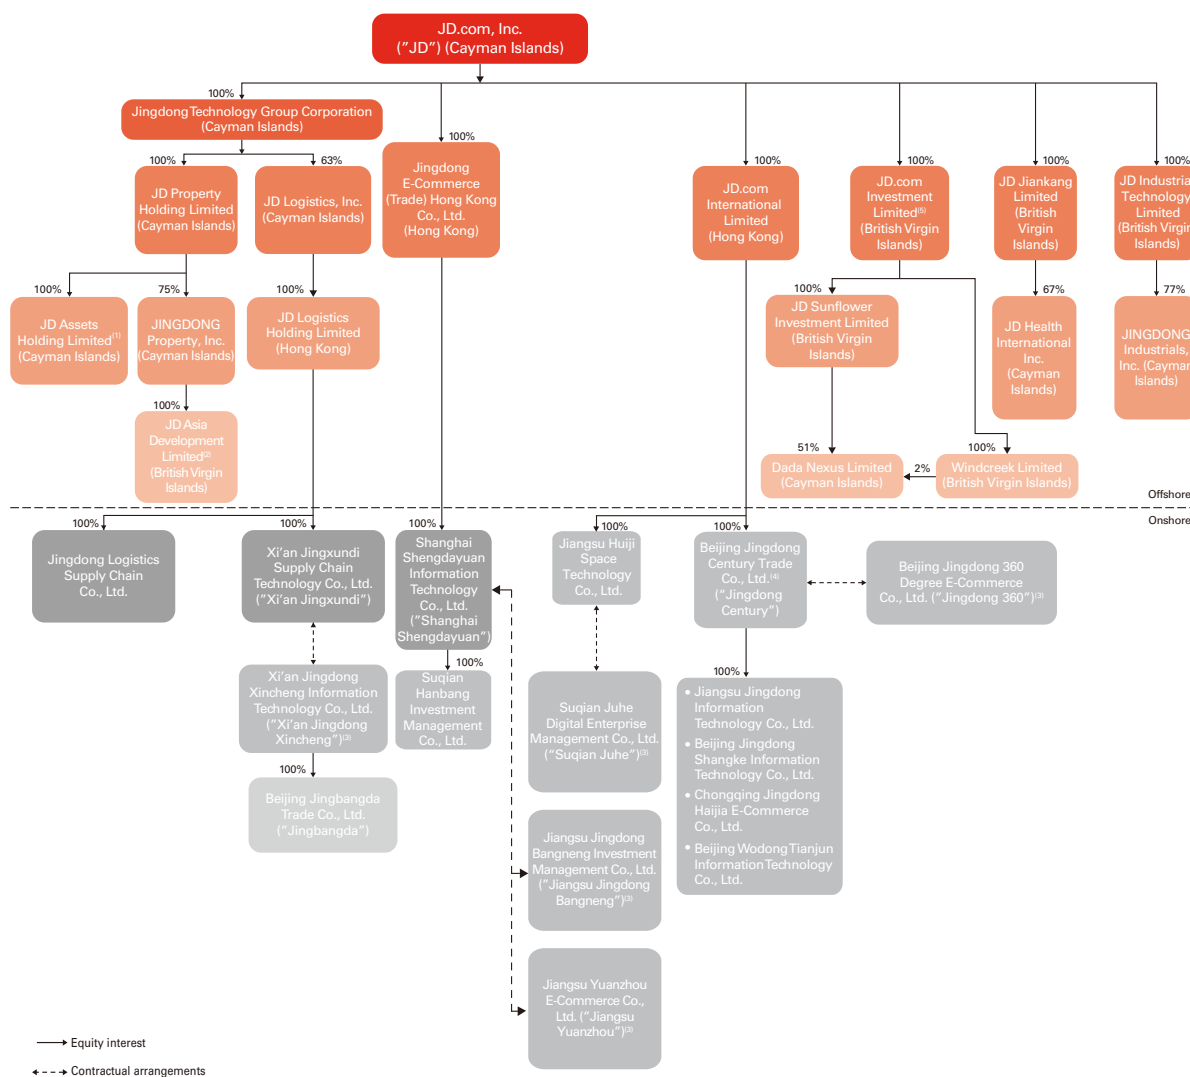 JD.com, Inc.
(”JD”) (Cayman Islands)
100%
Jingdong Technology Group Corporation
(Cayman Islands)
100%
JD Property
Holding Limited
(Cayman Islands)
63%
JD Logistics, Inc.
(Cayman Islands)
100%
Jingdong
E-Commerce
(Trade) Hong Kong
Co., Ltd.
(Hong Kong)
100%
JD.com
International
Limited
(Hong Kong)
100%
JD.com
Investment
Limited(5)
(British Virgin
Islands)
100%
JD Jiankang
Limited
(British
Virgin
Islands)
100%
JD Industrial
Technology
Limited
(British Virgin
Islands)
100%
JD Assets
Holding Limited(1)
(Cayman Islands)
75%
JINGDONG
Property, Inc.
(Cayman Islands)
100%
JD Logistics
Holding Limited
(Hong Kong)
100%
JD Sunflower
Investment Limited
(British Virgin
Islands)
67%
JD Health
International
Inc.
(Cayman
Islands)
77%
JINGDONG
Industrials,
Inc. (Cayman
Islands)
100%
JD Asia
Development
Limited(2)
(British Virgin
Islands)
51%
Dada Nexus Limited
(Cayman Islands)
2%
100%
Windcreek Limited
(British Virgin Islands)
Offshore
Onshore
100%
Jingdong Logistics
Supply Chain
Co., Ltd.
100%
Xi’an Jingxundi
Supply Chain
Technology Co., Ltd.
(”Xi’an Jingxundi”)
100%
Shanghai
Shengdayuan
Information
Technology
Co., Ltd.
(”Shanghai
Shengdayuan”)
100%
Jiangsu Huiji
Space
Technology
Co., Ltd.
100%
Beijing Jingdong
Century Trade
Co., Ltd.(4)
(“Jingdong
Century”)
Beijing Jingdong 360
Degree E-Commerce
Co., Ltd. (“Jingdong 360”)(3)
Xi’an Jingdong
Xincheng Information
Technology Co., Ltd.
(”Xi’an Jingdong
Xincheng”)(3)
100%
Suqian
Hanbang
Investment
Management
Co., Ltd.
Suqian Juhe
Digital Enterprise
Management Co., Ltd.
(“Suqian Juhe”)(3)
100%
• Jiangsu Jingdong
Information
Technology Co., Ltd.
• Beijing Jingdong
Shangke Information
Technology Co., Ltd.
• Chongqing Jingdong
Haijia E-Commerce
Co., Ltd.
• Beijing Wodong Tianjun
Information Technology
Co., Ltd.
100%
Beijing Jingbangda
Trade Co., Ltd.
(“Jingbangda”)
Jiangsu Jingdong
Bangneng Investment
Management Co., Ltd.
(”Jiangsu Jingdong
Bangneng”)(3)
Jiangsu Yuanzhou
E-Commerce Co.,
Ltd. (”Jiangsu
Yuanzhou”)(3)
Equity interest
Contractual arrangements